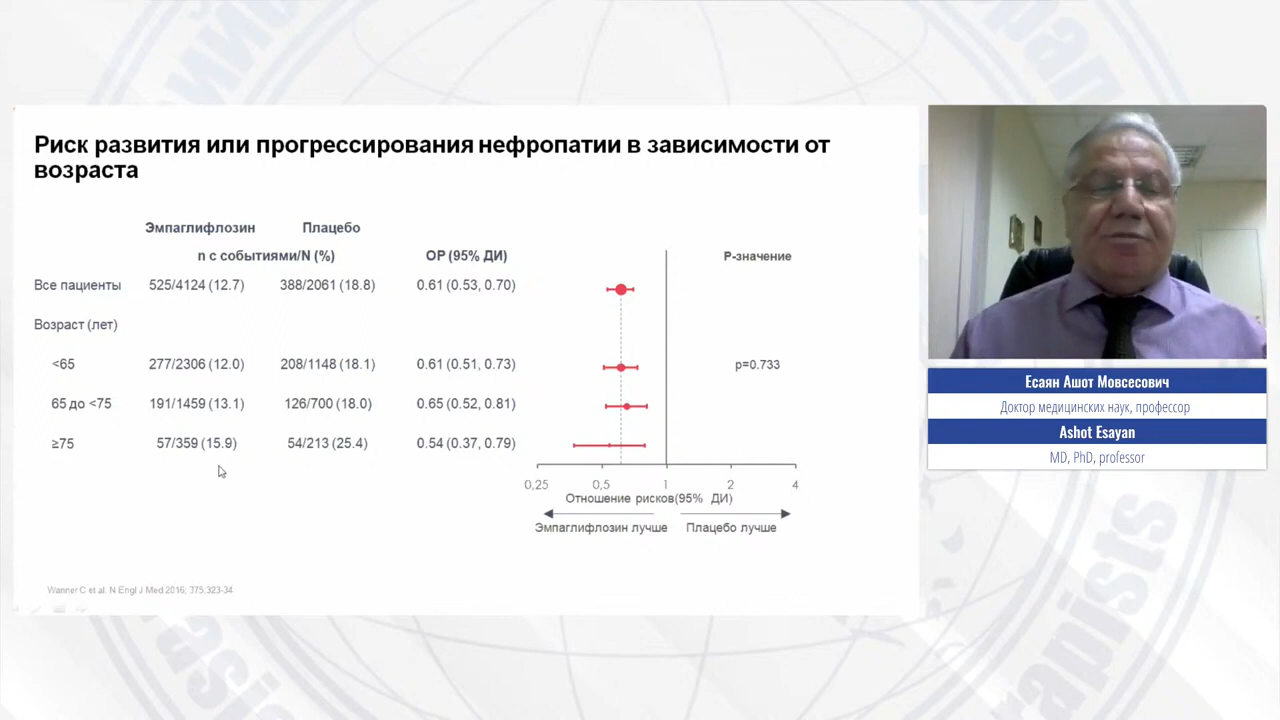 Риск развития или прогрессирования нефропатии в зависимости от
возраста
Эмпаглифлозин Плацебо
n с событиями/N (%) ОР (95% ДИ) P-значение
Все пациенты 525/4124 (12.7) 388/2061 (18.8) 0.61 (0.53, 0.70)
Возраст (лет)
<65 277/2306 (12.0) 208/1148 (18.1) 0.61 (0.51, 0.73) p=0.733
65 до <75 191/1459 (13.1) 126/700 (18.0) 0.65 (0.52, 0.81)
≥75 57/359 (15.9) 54/213 (25.4) 0.54 (0.37, 0.79)
0,25 0,5 1 2 4
Отношение рисков(95% ДИ)
Эмпаглифлозин лучше Плацебо лучше
Wanner C et al. N Engl J Med 2016; 375:323-34
Есаян Ашот Мовсесович
Доктор медицинских наук, профессор
Ashot Esayan
MD, PhD, professor